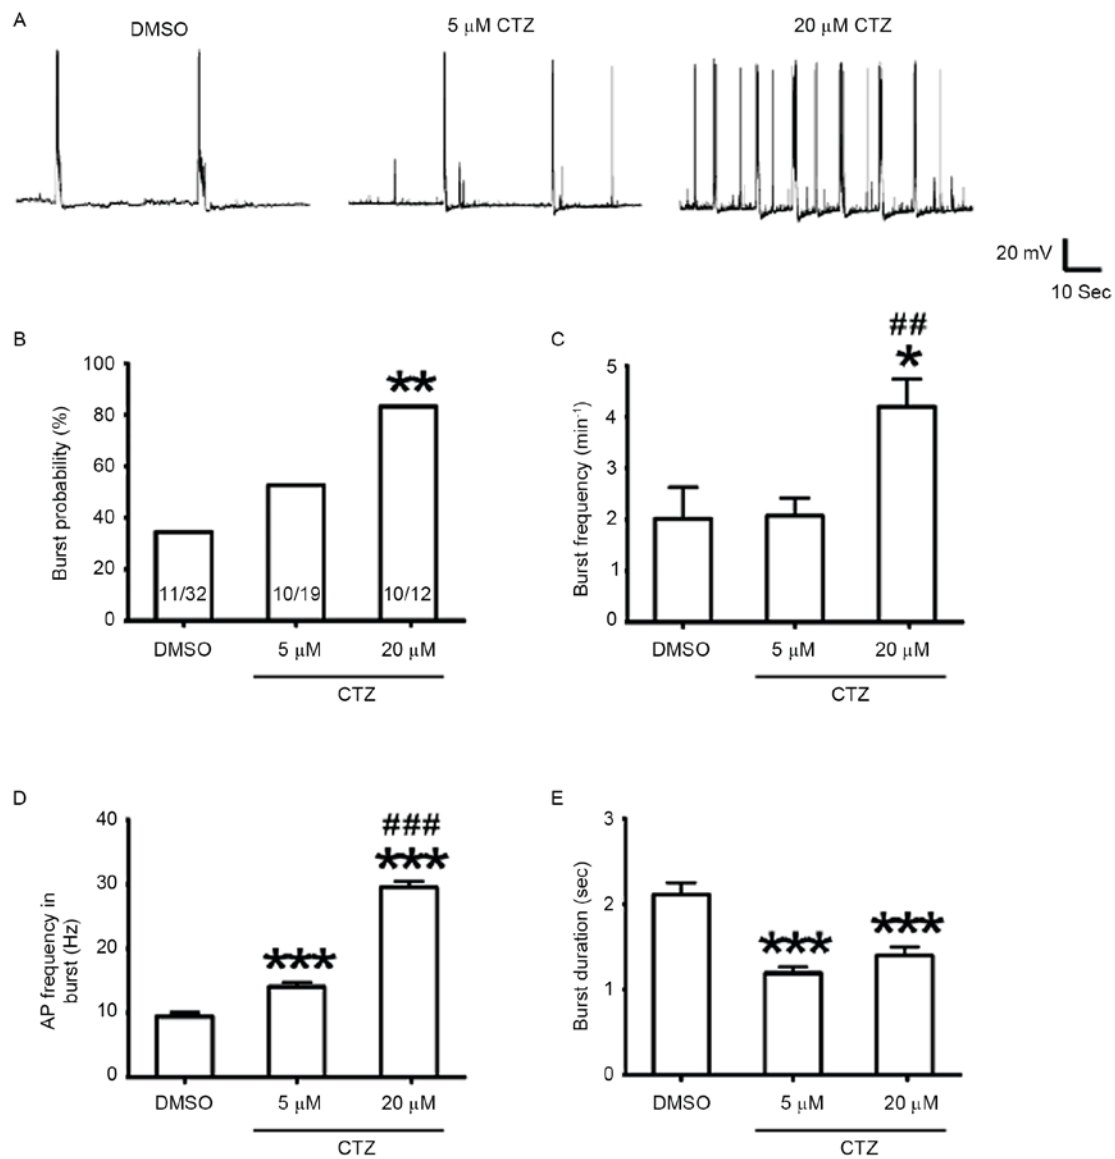 A
DMSO
5 μM CTZ
20 μM CTZ
20 mV
10 Sec
B
Burst probability (%)
100
80
60
40
20
0
11/32
10/19
10/12
**
DMSO
5 μM
20 μM
CTZ
C
Burst frequency (min⁻¹)
5
4
3
2
1
0
##
*
DMSO
5 μM
20 μM
CTZ
D
AP frequency in
burst (Hz)
40
30
20
10
0
***
###
***
DMSO
5 μM
20 μM
CTZ
E
Burst duration (sec)
3
2
1
0
***
***
DMSO
5 μM
20 μM
CTZ